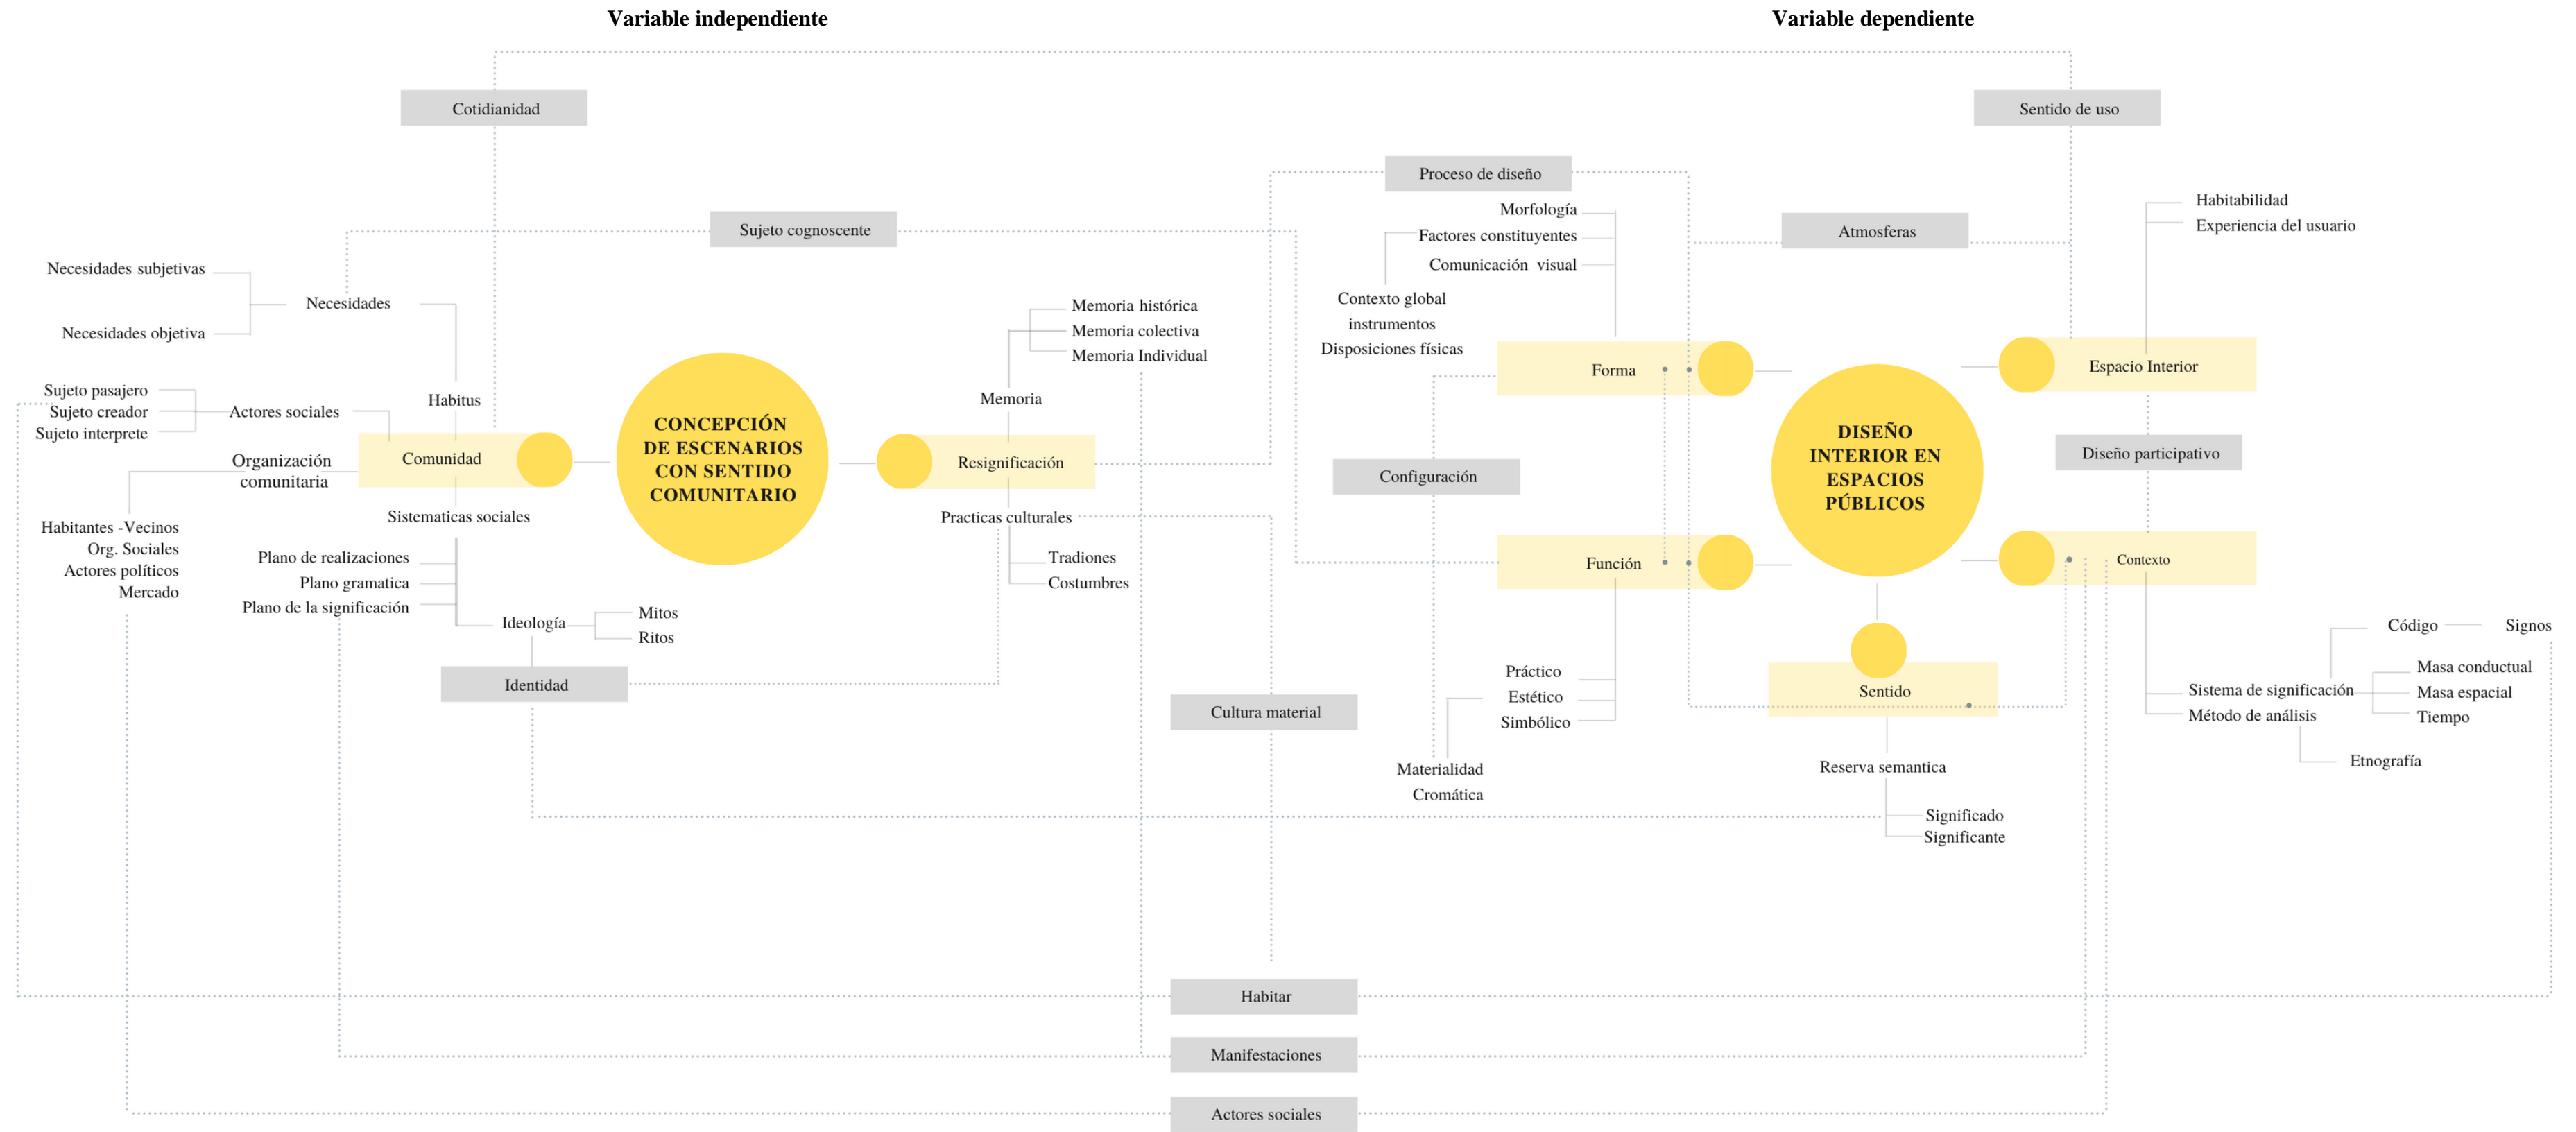 Variable independiente
Variable dependiente
Cotidianidad
Sentido de uso
Proceso de diseño
Sujeto cognoscente
Atmosferas
Morfología
Factores constituyentes
Comunicación visual
Contexto global
instrumentos
Disposiciones físicas
Habitabilidad
Experiencia del usuario
Necesidades subjetivas
Necesidades
Necesidades objetiva
Memoria histórica
Memoria colectiva
Memoria Individual
Memoria
Habitus
Sujeto pasajero
Sujeto creador
Sujeto interprete
Actores sociales
Organización
comunitaria
Comunidad
CONCEPCIÓN
DE ESCENARIOS
CON SENTIDO
COMUNITARIO
Resignificación
Forma
Espacio Interior
DISEÑO
INTERIOR EN
ESPACIOS
PÚBLICOS
Configuración
Diseño participativo
Habitantes -Vecinos
Org. Sociales
Actores políticos
Mercado
Sistematicas sociales
Plano de realizaciones
Plano gramatica
Plano de la significación
Ideología
Mitos
Ritos
Identidad
Practicas culturales
Tradiones
Costumbres
Cultura material
Función
Contexto
Práctico
Estético
Simbólico
Materialidad
Cromática
Sentido
Reserva semantica
Significado
Significante
Código
Signos
Sistema de significación
Método de análisis
Masa conductual
Masa espacial
Tiempo
Etnografía
Habitar
Manifestaciones
Actores sociales